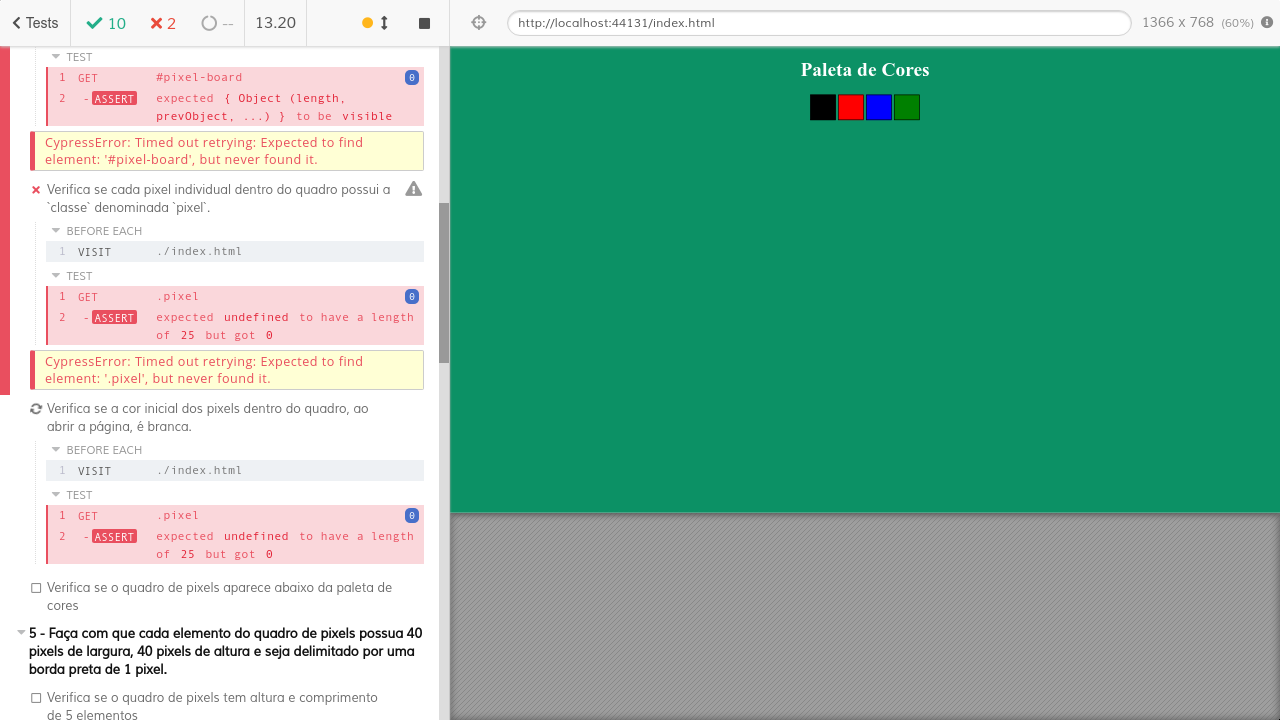 Tests
10
2
--
13.20
http://localhost:44131/index.html
1366 x 768 (60%)
TEST
1 GET #pixel-board 0
2 -ASSERT expected { Object (length,
prevObject, ...) } to be visible
CypressError: Timed out retrying: Expected to find
element: '#pixel-board', but never found it.
Verifica se cada pixel individual dentro do quadro possui a
`classe` denominada `pixel`.
BEFORE EACH
1 VISIT ./index.html
TEST
1 GET .pixel 0
2 -ASSERT expected undefined to have a length
of 25 but got 0
CypressError: Timed out retrying: Expected to find
element: '.pixel', but never found it.
Verifica se a cor inicial dos pixels dentro do quadro, ao
abrir a página, é branca.
BEFORE EACH
1 VISIT ./index.html
TEST
1 GET .pixel 0
2 -ASSERT expected undefined to have a length
of 25 but got 0
Verifica se o quadro de pixels aparece abaixo da paleta de
cores
5 - Faça com que cada elemento do quadro de pixels possua 40
pixels de largura, 40 pixels de altura e seja delimitado por uma
borda preta de 1 pixel.
Verifica se o quadro de pixels tem altura e comprimento
de 5 elementos
Paleta de Cores